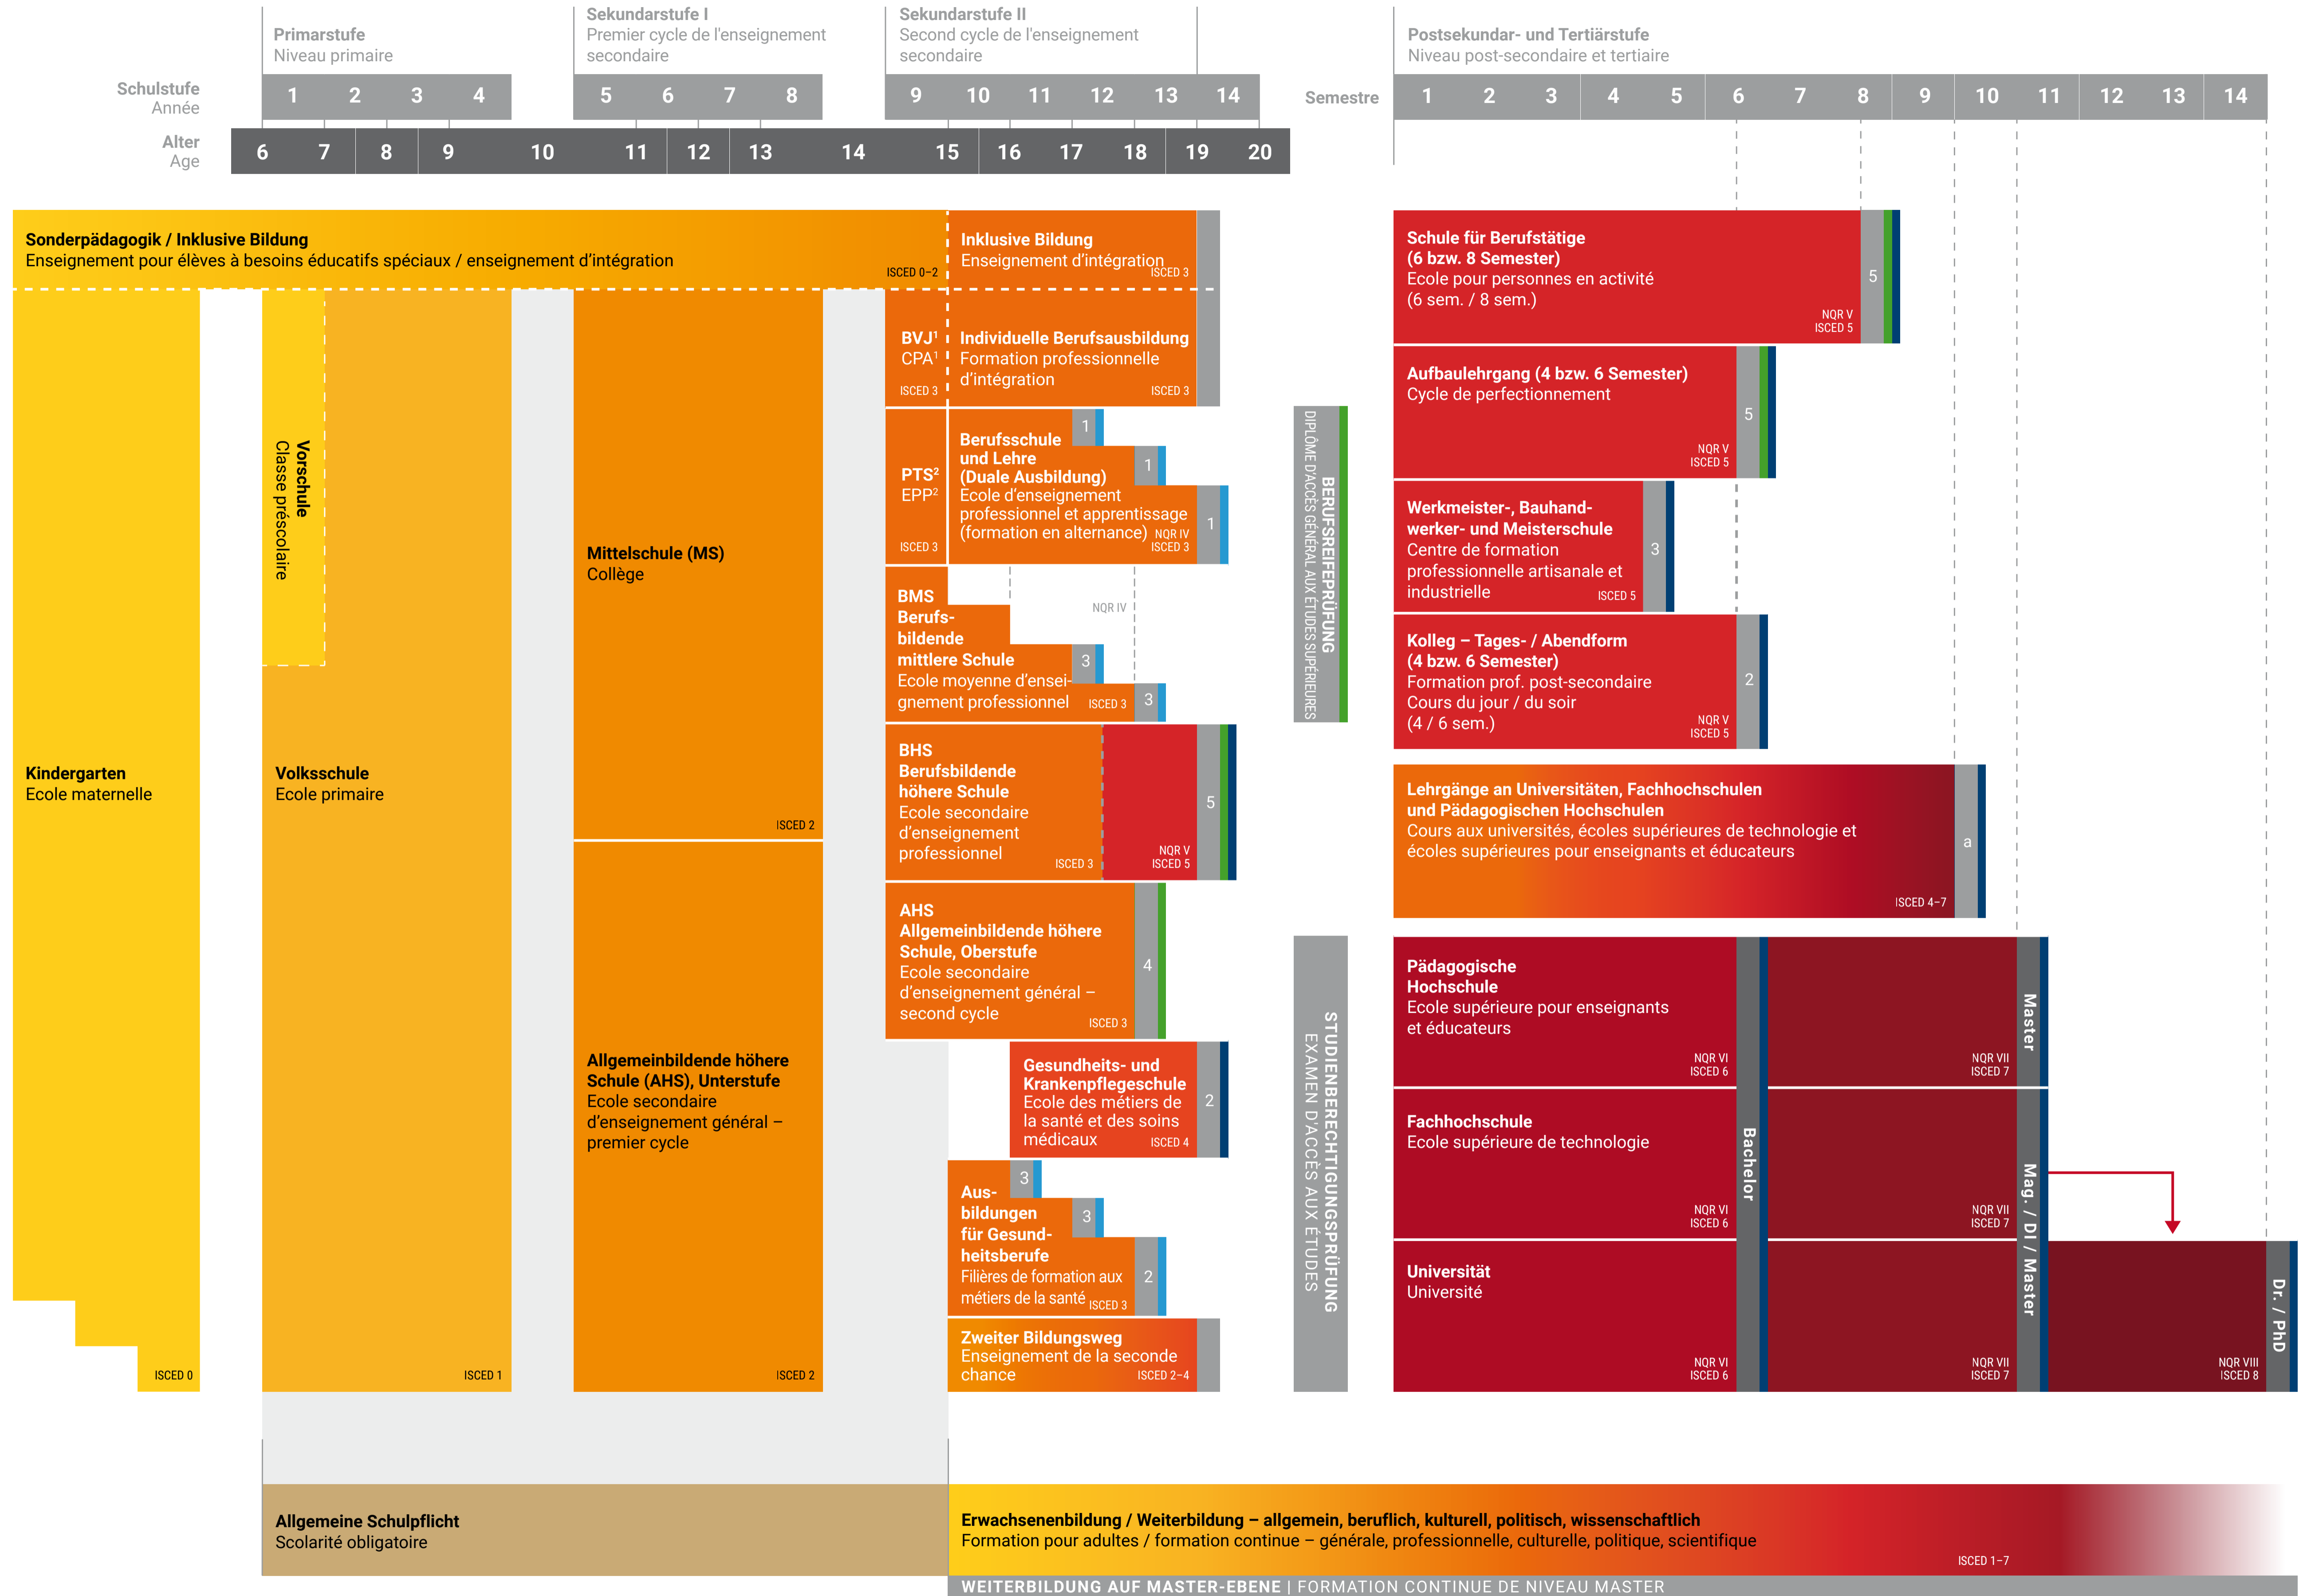 Primarstufe
Niveau primaire
Sekundarstufe I
Premier cycle de l'enseignement
secondaire
Sekundarstufe II
Second cycle de l'enseignement
secondaire
Postsekundar- und Tertiärstufe
Niveau post-secondaire et tertiaire
Schulstufe
Année
1 2 3 4 5 6 7 8 9 10 11 12 13 14
Semestre
1 2 3 4 5 6 7 8 9 10 11 12 13 14
Alter
Age
6 7 8 9 10 11 12 13 14 15 16 17 18 19 20
Sonderpädagogik / Inklusive Bildung
Enseignement pour élèves à besoins éducatifs spéciaux / enseignement d’intégration
ISCED 0–2
Inklusive Bildung
Enseignement d’intégration
ISCED 3
Kindergarten
Ecole maternelle
ISCED 0
Vorschule
Classe préscolaire
Volksschule
Ecole primaire
ISCED 1
Mittelschule (MS)
Collège
ISCED 2
Allgemeinbildende höhere
Schule (AHS), Unterstufe
Ecole secondaire
d’enseignement général –
premier cycle
ISCED 2
BVJ¹
CPA¹
ISCED 3
Individuelle Berufsausbildung
Formation professionnelle
d’intégration
ISCED 3
PTS²
EPP²
ISCED 3
Berufsschule
und Lehre
(Duale Ausbildung)
Ecole d’enseignement
professionnel et apprentissage
(formation en alternance)
NQR IV
ISCED 3
1
1
1
BMS
Berufs-
bildende
mittlere Schule
Ecole moyenne d’ensei-
gnement professionnel
ISCED 3
NQR IV
3
3
BHS
Berufsbildende
höhere Schule
Ecole secondaire
d’enseignement
professionnel
ISCED 3
NQR V
ISCED 5
5
AHS
Allgemeinbildende höhere
Schule, Oberstufe
Ecole secondaire
d’enseignement général –
second cycle
ISCED 3
4
Gesundheits- und
Krankenpflegeschule
Ecole des métiers de
la santé et des soins
médicaux
ISCED 4
2
Aus-
bildungen
für Gesund-
heitsberufe
Filières de formation aux
métiers de la santé
ISCED 3
3
3
2
Zweiter Bildungsweg
Enseignement de la seconde
chance
ISCED 2–4
BERUFSREIFEPRÜFUNG
DIPLÔME D’ACCÈS GÉNÉRAL AUX ÉTUDES SUPÉRIEURES
STUDIENBERECHTIGUNGSPRÜFUNG
EXAMEN D’ACCÈS AUX ÉTUDES
Schule für Berufstätige
(6 bzw. 8 Semester)
Ecole pour personnes en activité
(6 sem. / 8 sem.)
NQR V
ISCED 5
5
Aufbaulehrgang (4 bzw. 6 Semester)
Cycle de perfectionnement
NQR V
ISCED 5
5
Werkmeister-, Bauhand-
werker- und Meisterschule
Centre de formation
professionnelle artisanale et
industrielle
ISCED 5
3
Kolleg – Tages- / Abendform
(4 bzw. 6 Semester)
Formation prof. post-secondaire
Cours du jour / du soir
(4 / 6 sem.)
NQR V
ISCED 5
2
Lehrgänge an Universitäten, Fachhochschulen
und Pädagogischen Hochschulen
Cours aux universités, écoles supérieures de technologie et
écoles supérieures pour enseignants et éducateurs
ISCED 4–7
a
Pädagogische
Hochschule
Ecole supérieure pour enseignants
et éducateurs
NQR VI
ISCED 6
NQR VII
ISCED 7
Master
Fachhochschule
Ecole supérieure de technologie
NQR VI
ISCED 6
NQR VII
ISCED 7
Bachelor
Mag. / DI / Master
Universität
Université
NQR VI
ISCED 6
NQR VII
ISCED 7
NQR VIII
ISCED 8
Dr. / PhD
Allgemeine Schulpflicht
Scolarité obligatoire
Erwachsenenbildung / Weiterbildung – allgemein, beruflich, kulturell, politisch, wissenschaftlich
Formation pour adultes / formation continue – générale, professionnelle, culturelle, politique, scientifique
ISCED 1–7
WEITERBILDUNG AUF MASTER-EBENE | FORMATION CONTINUE DE NIVEAU MASTER